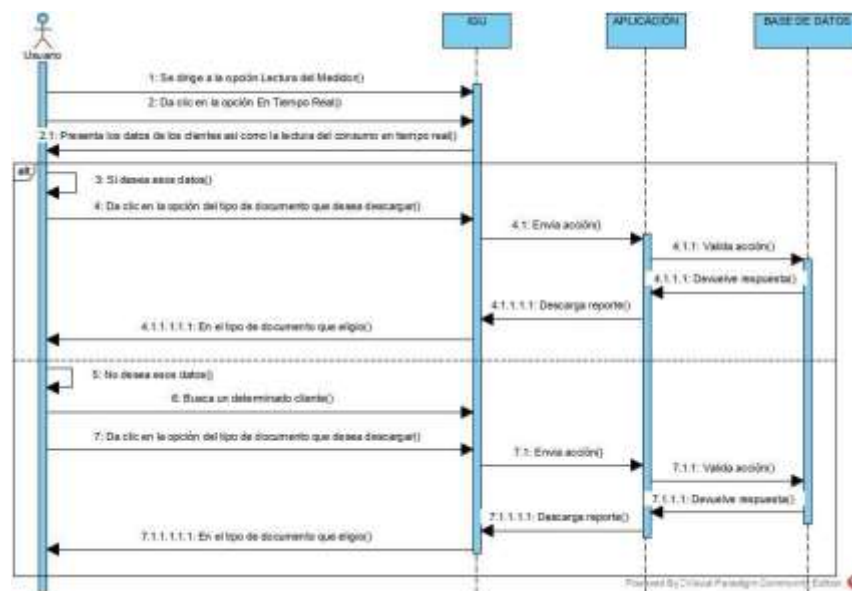 IGU
APLICACIÓN
BASE DE DATOS
Usuario
1: Se dirige a la opción Lectura del Medidor()
2: Da clic en la opción En Tiempo Real()
2.1: Presenta los datos de los clientes asi como la lectura del consumo en tiempo real()
alt
3: Si desea esos datos()
4: Da clic en la opción del tipo de documento que desea descargar()
4.1: Envia acción()
4.1.1: Valida acción()
4.1.1.1: Devuelve respuesta()
4.1.1.1.1: Descarga reporte()
4.1.1.1.1.1: En el tipo de documento que eligio()
5: No desea esos datos()
6: Busca un determinado cliente()
7: Da clic en la opción del tipo de documento que desea descargar()
7.1: Envia acción()
7.1.1: Valida acción()
7.1.1.1: Devuelve respuesta()
7.1.1.1.1: Descarga reporte()
7.1.1.1.1.1: En el tipo de documento que eligio()
Powered By Visual Paradigm Community Edition